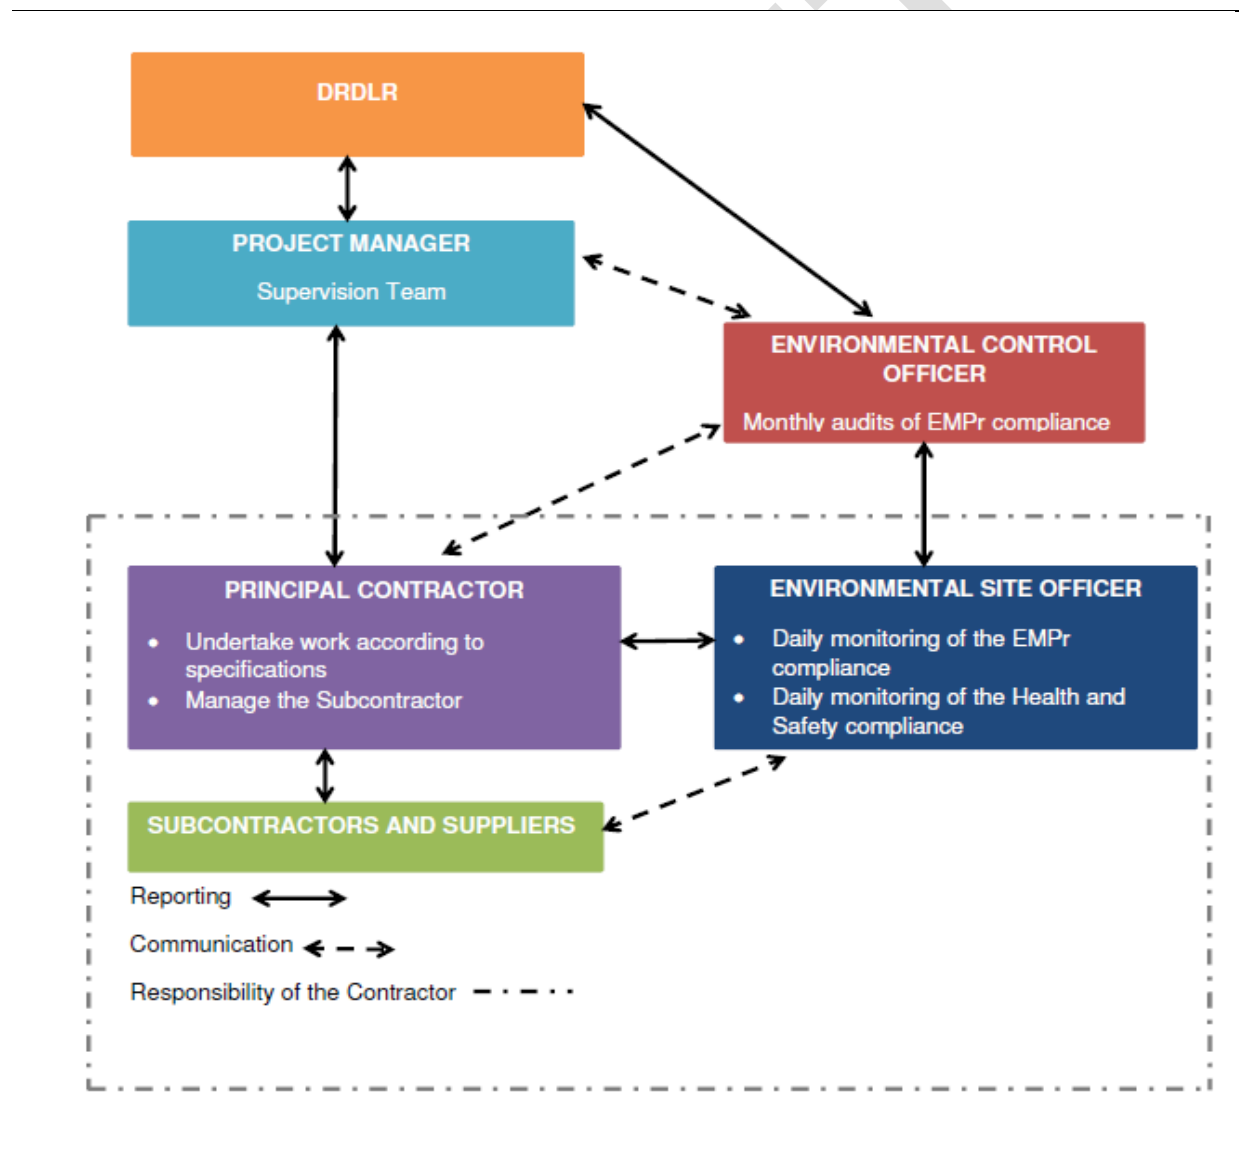 DRDLR
PROJECT MANAGER
Supervision Team
ENVIRONMENTAL CONTROL
OFFICER
Monthly audits of EMPr compliance
PRINCIPAL CONTRACTOR
• Undertake work according to
specifications
• Manage the Subcontractor
ENVIRONMENTAL SITE OFFICER
• Daily monitoring of the EMPr
compliance
• Daily monitoring of the Health and
Safety compliance
SUBCONTRACTORS AND SUPPLIERS
Reporting
Communication
Responsibility of the Contractor